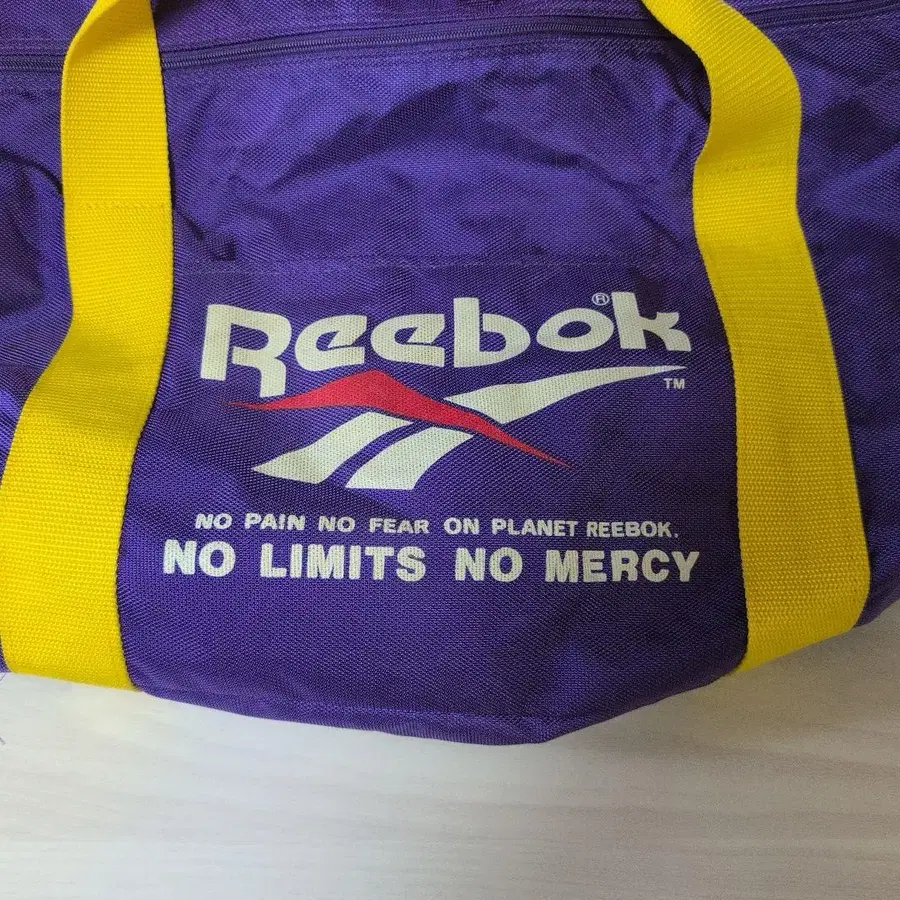 Reebok®
TM
NO PAIN NO FEAR ON PLANET REEBOK.
NO LIMITS NO MERCY